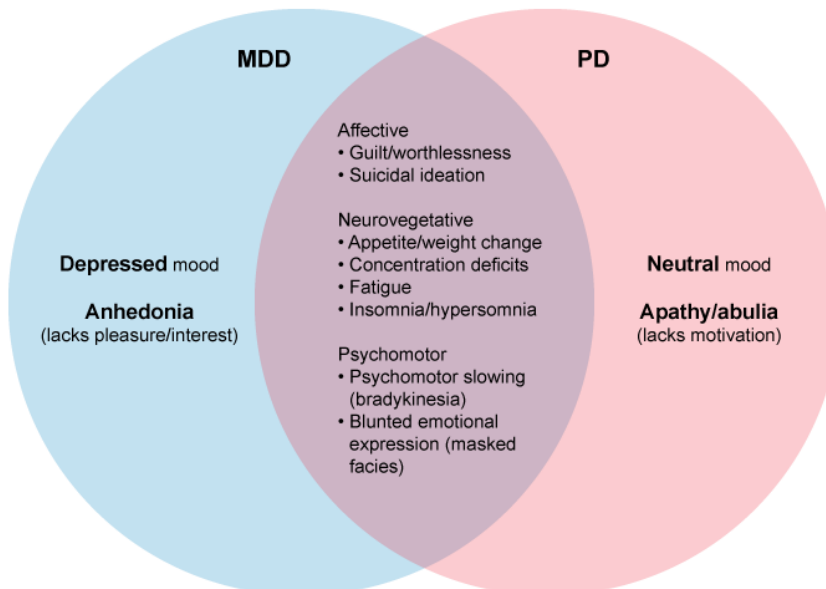 MDD
PD
Affective
• Guilt/worthlessness
• Suicidal ideation
Neurovegetative
• Appetite/weight change
• Concentration deficits
• Fatigue
• Insomnia/hypersomnia
Psychomotor
• Psychomotor slowing
(bradykinesia)
• Blunted emotional
expression (masked
facies)
Depressed mood
Anhedonia
(lacks pleasure/interest)
Neutral mood
Apathy/abulia
(lacks motivation)